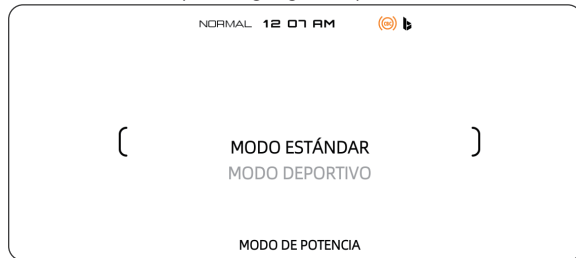 NORMAL 12 07 AM
MODO ESTÁNDAR
MODO DEPORTIVO
MODO DE POTENCIA